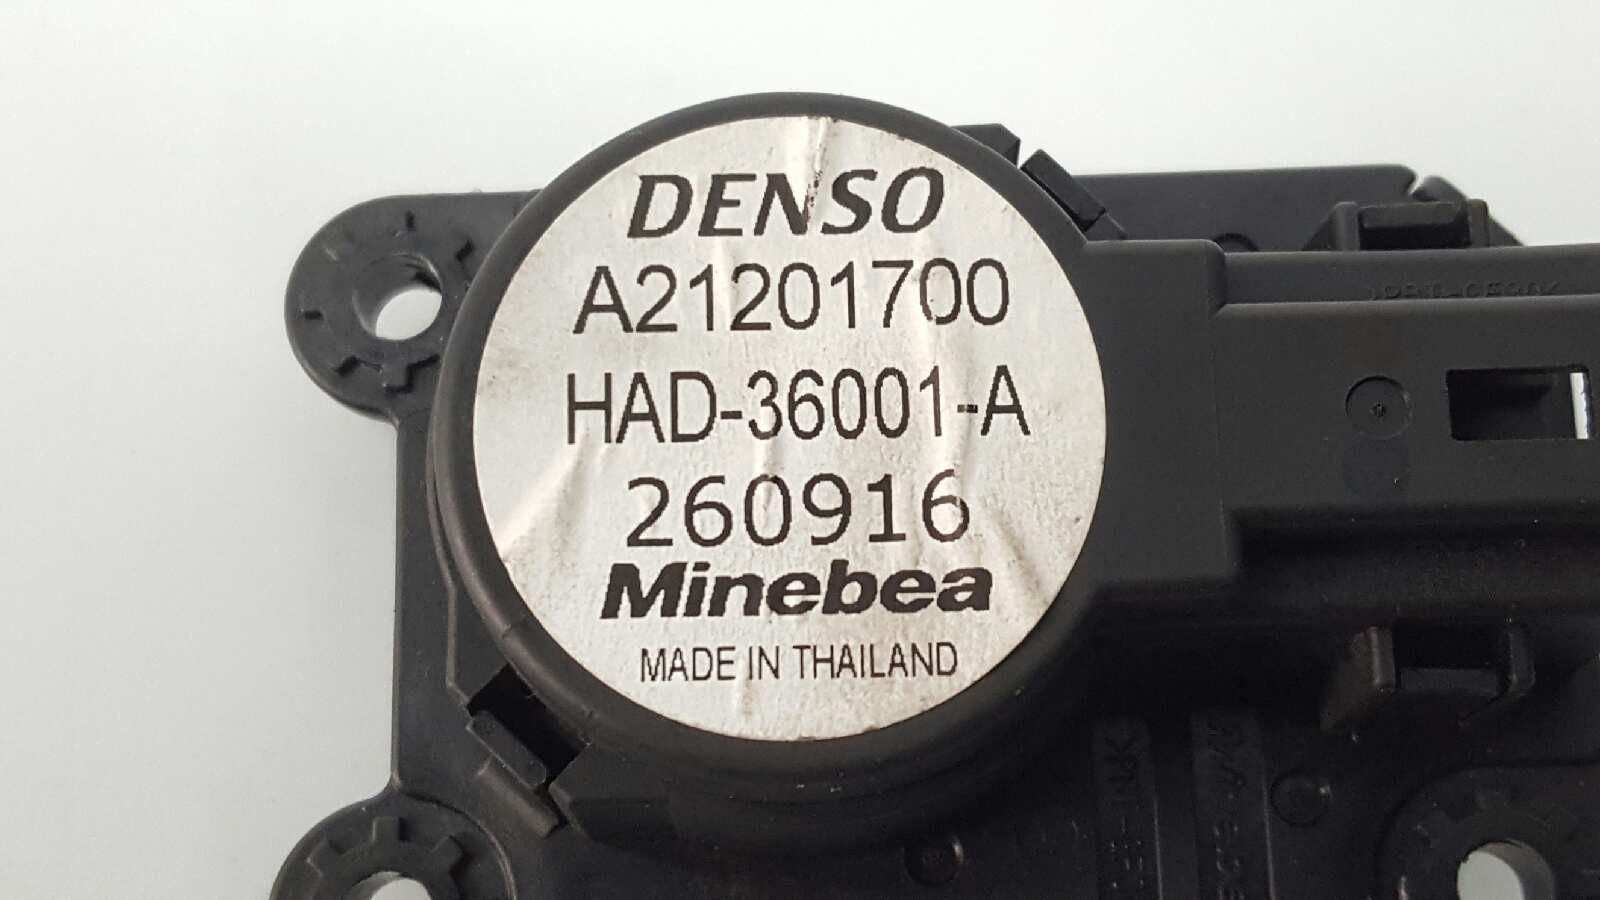 DENSO
A21201700
HAD-36001-A
260916
Minebea
MADE IN THAILAND